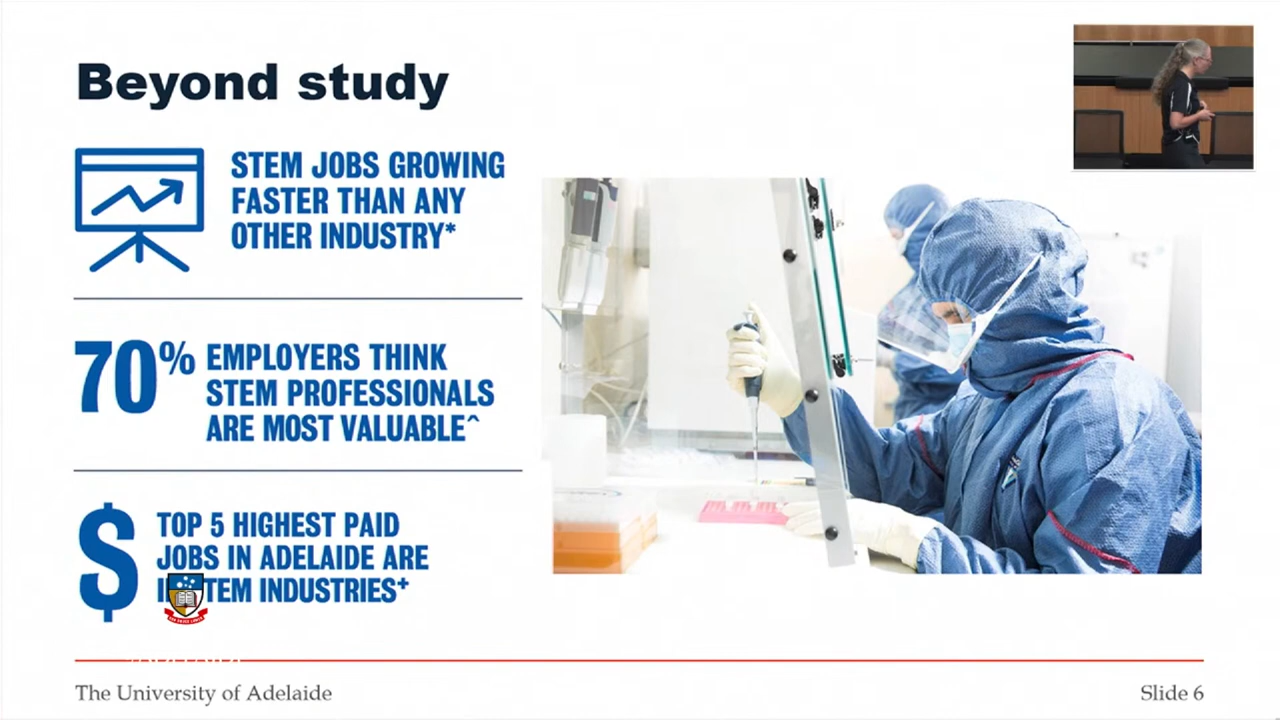 Beyond study
STEM JOBS GROWING
FASTER THAN ANY
OTHER INDUSTRY*
70% EMPLOYERS THINK
STEM PROFESSIONALS
ARE MOST VALUABLE^
$ TOP 5 HIGHEST PAID
JOBS IN ADELAIDE ARE
TEM INDUSTRIES+
The University of Adelaide
Slide 6